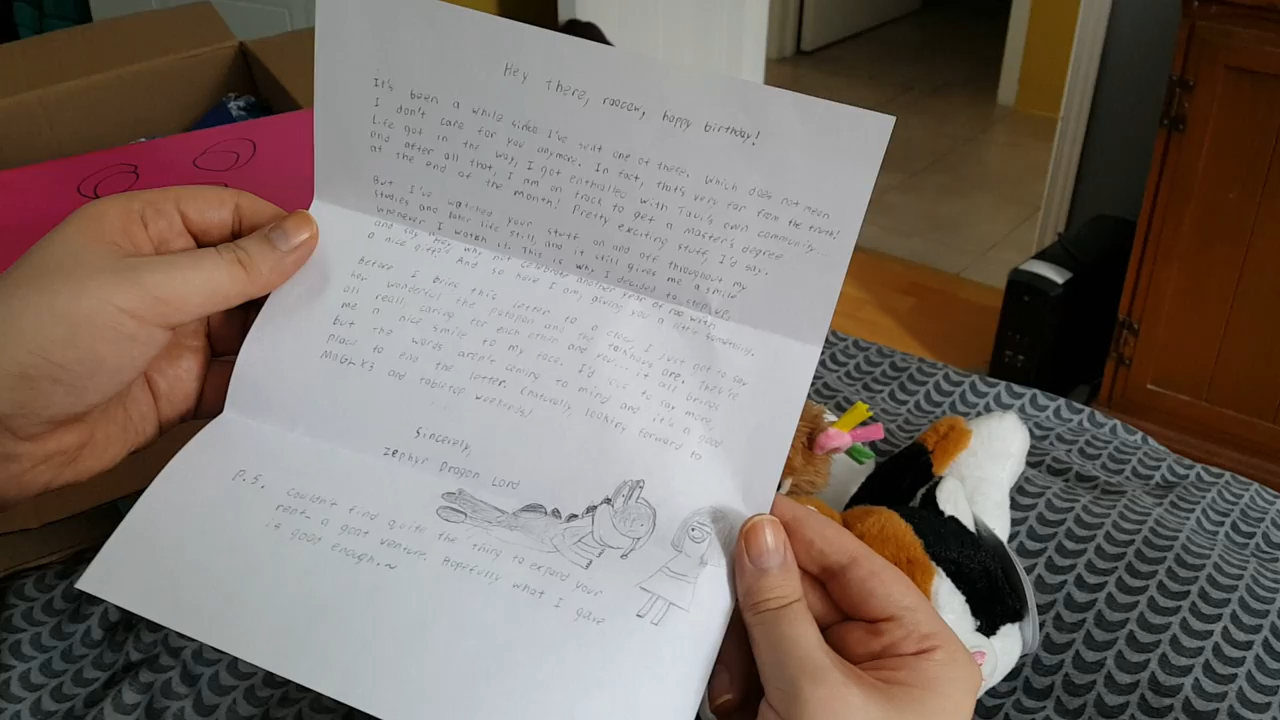 Hey there, roocew, happy birthday!
It's been a while since I've sent one of these. Which does not mean
I don't care for you anymore. In fact, that's very far from the truth!
Life got in the way, I got enthralled with Tavi's own community...
and after all that, I am on track to get a master's degree
at the end of the month! Pretty exciting stuff, I'd say.
But I've watched your stuff on and off throughout my
studies and later life still, and it still gives me a smile
whenever I watch it. This is why I decided to step up,
and say "Hey, why not celebrate another year of roo with
a nice gift?" And so here I am, giving you a little something.
Before I bring this letter to a close, I just got to say
how wonderful the and the are. They're
all really caring for each other and you... it all brings
me a nice smile to my face. I'd love to say more,
but the words aren't coming to mind and it's a good
place to end the letter. (Naturally, looking forward to
MAGLX3 and tabletop weekends)
Sincerely,
Zephyr Dragon Lord
P.S. Couldn't find quite the thing to expand your
rent-a-goat venture. Hopefully what I gave
is good enough.~